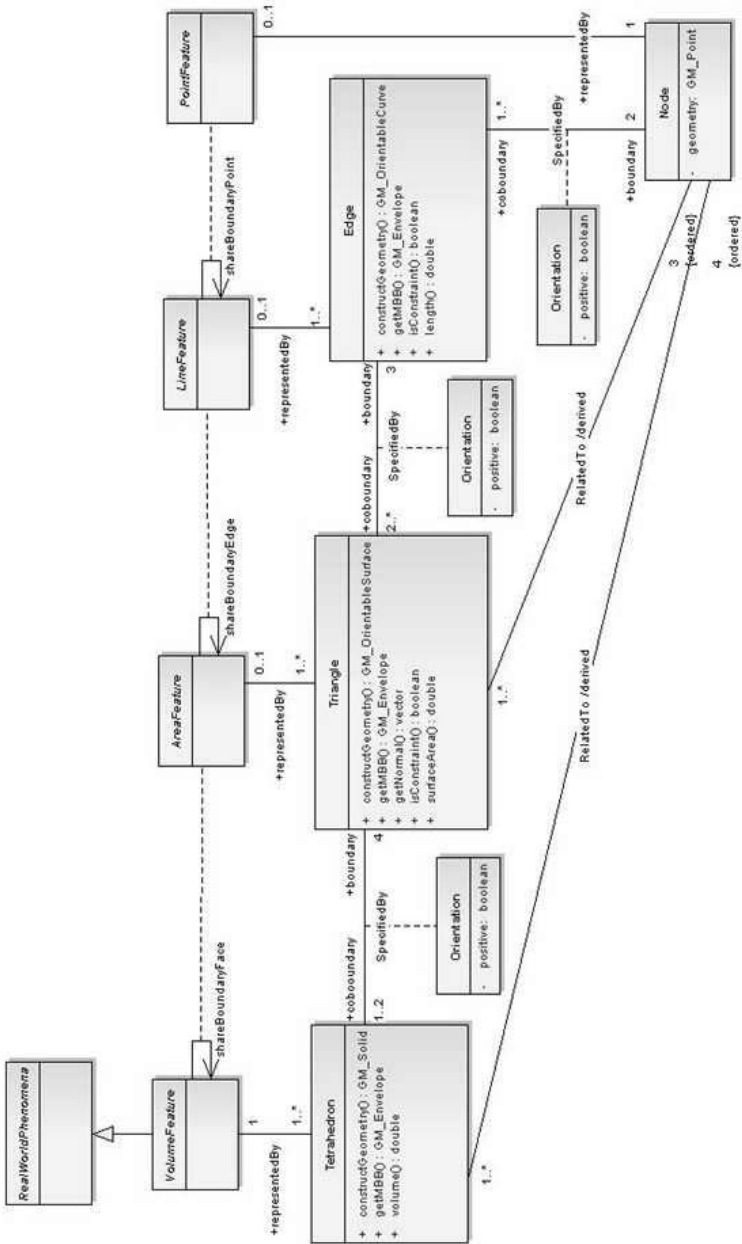 RealWorldPhenomena
VolumeFeature
shareBoundaryFace
1
+representedBy
1..*
Tetrahedron
+ constructGeometry() : GM_Solid
+ getMBB() : GM_Envelope
+ volume() : double
1..*
+cobooundary
1..2
SpecifiedBy
+boundary
4
Orientation
- positive: boolean
AreaFeature
shareBoundaryEdge
0..1
+representedBy
1..*
Triangle
+ constructGeometry() : GM_OrientableSurface
+ getMBB() : GM_Envelope
+ getNormal() : vector
+ isConstraint() : boolean
+ surfaceArea() : double
1..*
+coboundary
2..*
SpecifiedBy
+boundary
3
Orientation
- positive: boolean
LineFeature
shareBoundaryPoint
0..1
+representedBy
1..*
Edge
+ constructGeometry() : GM_OrientableCurve
+ getMBB() : GM_Envelope
+ isConstraint() : boolean
+ length() : double
1..*
+coboundary
SpecifiedBy
2
+boundary
Orientation
- positive: boolean
PointFeature
0..1
+representedBy
1
Node
- geometry: GM_Point
3
{ordered}
4
{ordered}
RelatedTo /derived
RelatedTo /derived